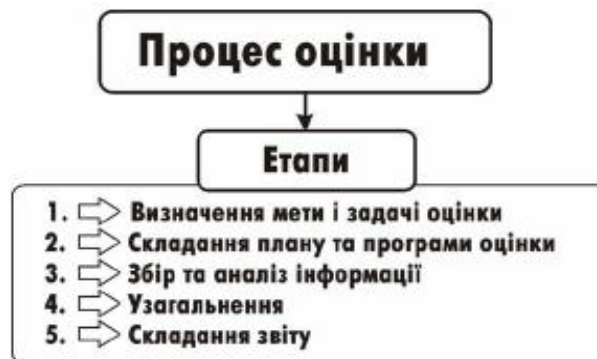 Процес оцінки
Етапи
1. Визначення мети і задачі оцінки
2. Складання плану та програми оцінки
3. Збір та аналіз інформації
4. Узагальнення
5. Складання звіту